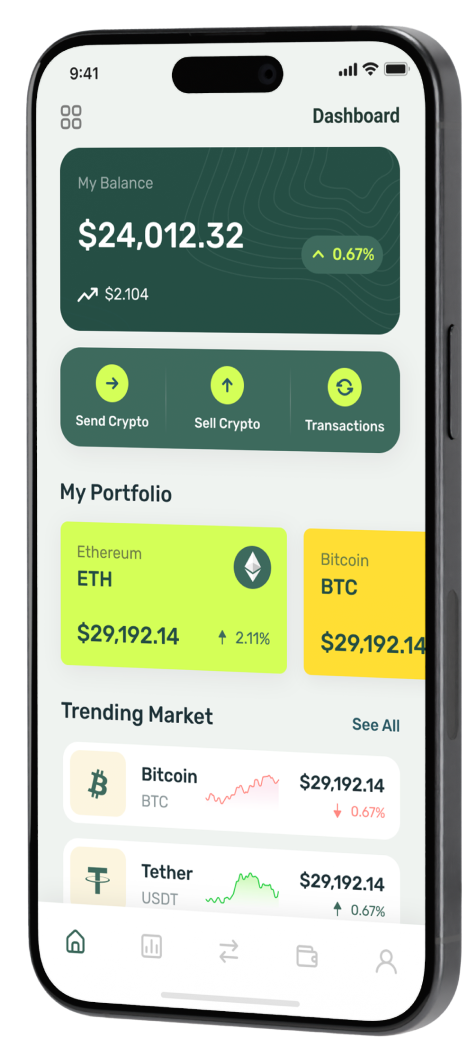 9:41
Dashboard
My Balance
$24,012.32
0.67%
$2.104
Send Crypto
Sell Crypto
Transactions
My Portfolio
Ethereum
ETH
$29,192.14
2.11%
Bitcoin
BTC
$29,192.14
Trending Market
See All
Bitcoin
BTC
$29,192.14
0.67%
Tether
USDT
$29,192.14
0.67%